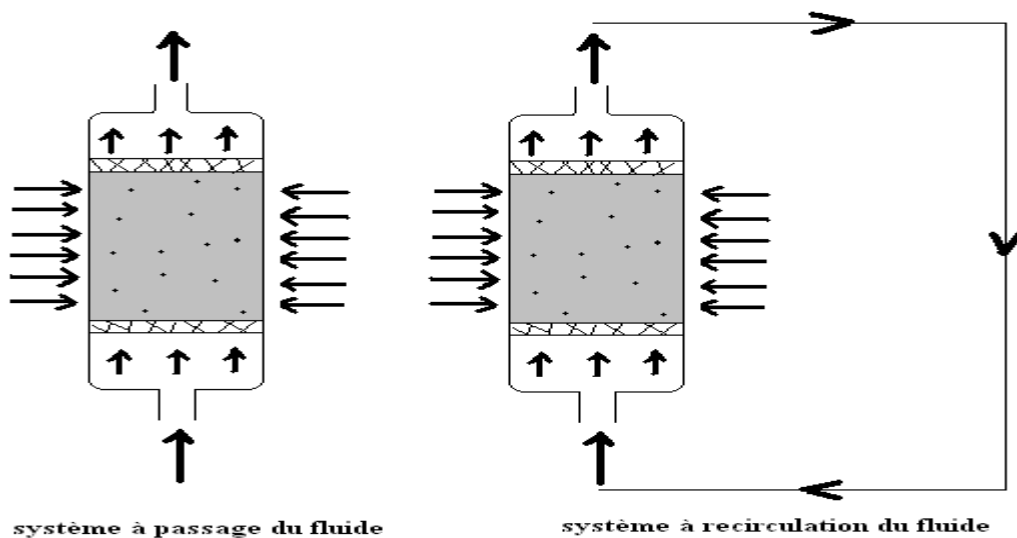 système à passage du fluide
système à recirculation du fluide